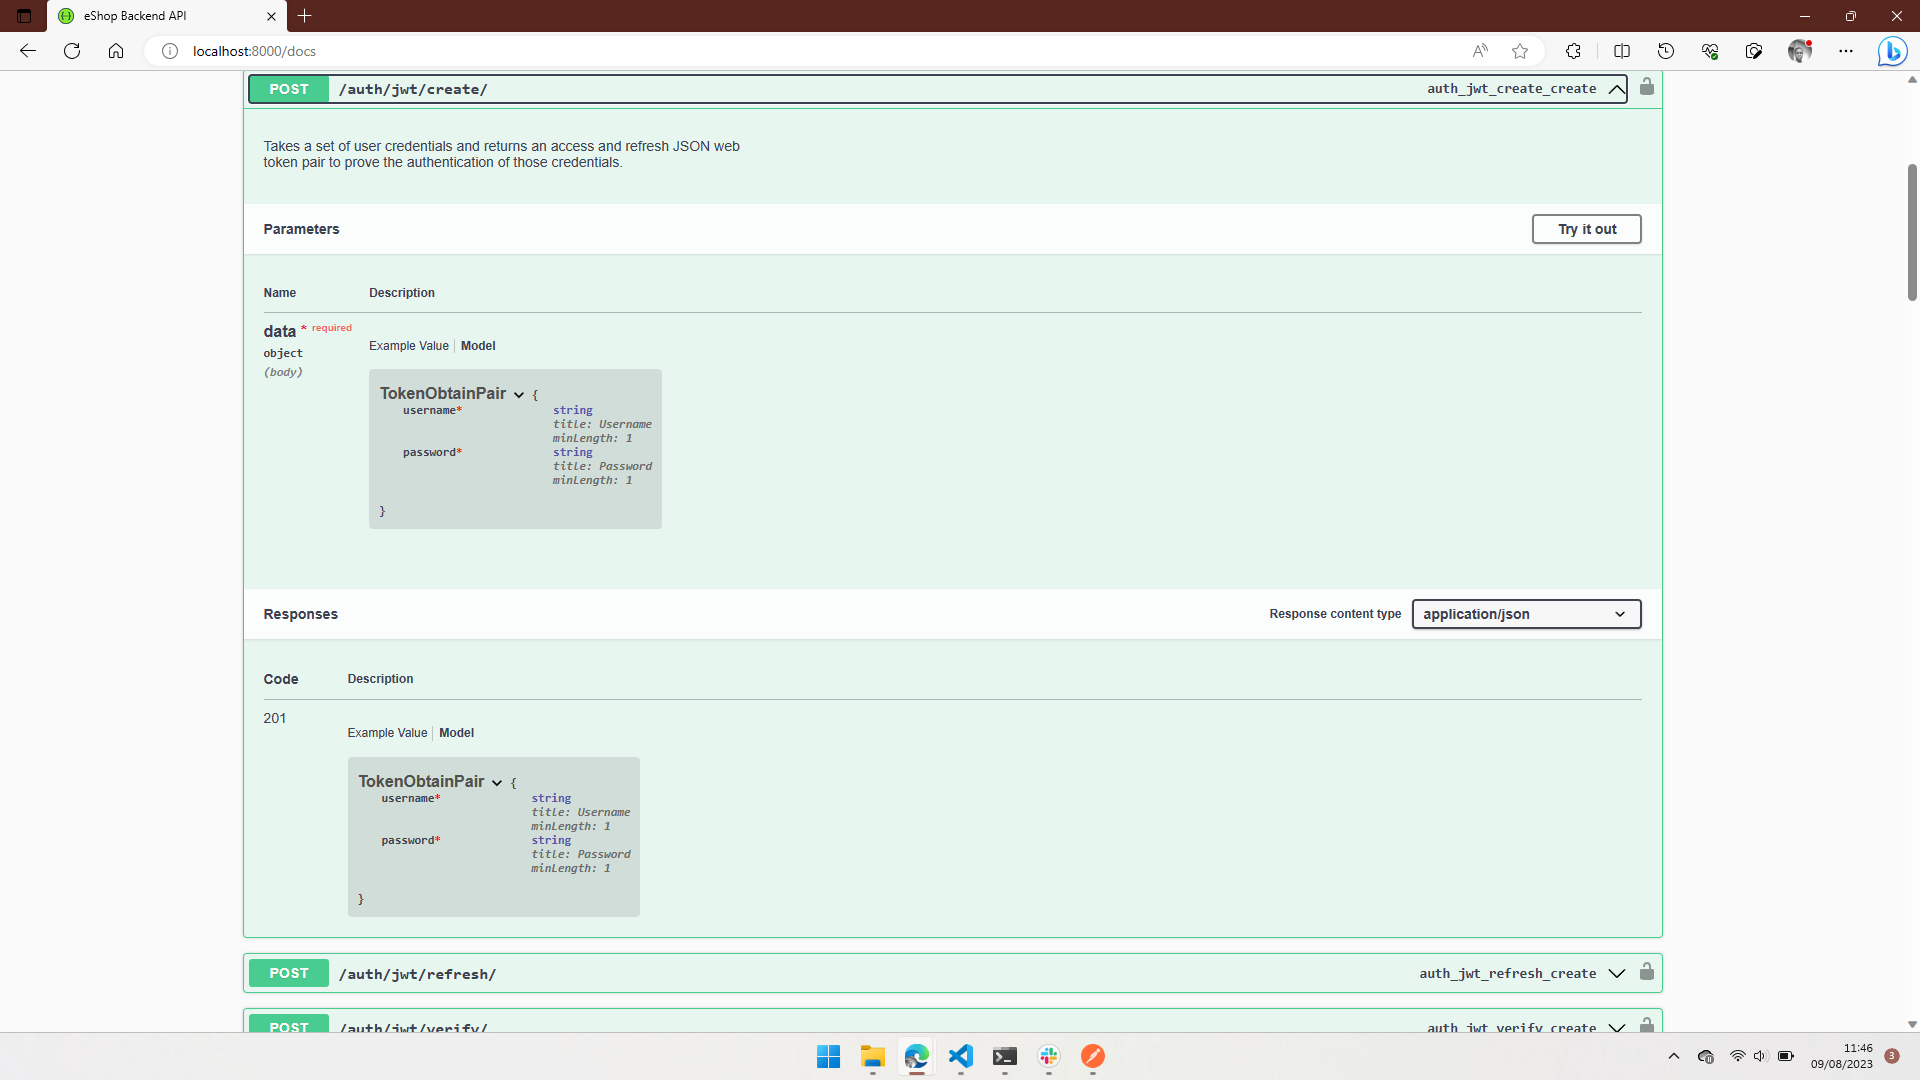 eShop Backend API
localhost:8000/docs
POST /auth/jwt/create/ auth_jwt_create_create
Takes a set of user credentials and returns an access and refresh JSON web
token pair to prove the authentication of those credentials.
Parameters Try it out
Name Description
data * required
object
(body)
Example Value Model
TokenObtainPair {
username* string
title: Username
minLength: 1
password* string
title: Password
minLength: 1
}
Responses Response content type application/json
Code Description
201
Example Value Model
TokenObtainPair {
username* string
title: Username
minLength: 1
password* string
title: Password
minLength: 1
}
POST /auth/jwt/refresh/ auth_jwt_refresh_create
POST /auth/jwt/verify/ auth_jwt_verify_create
11:46
09/08/2023
3